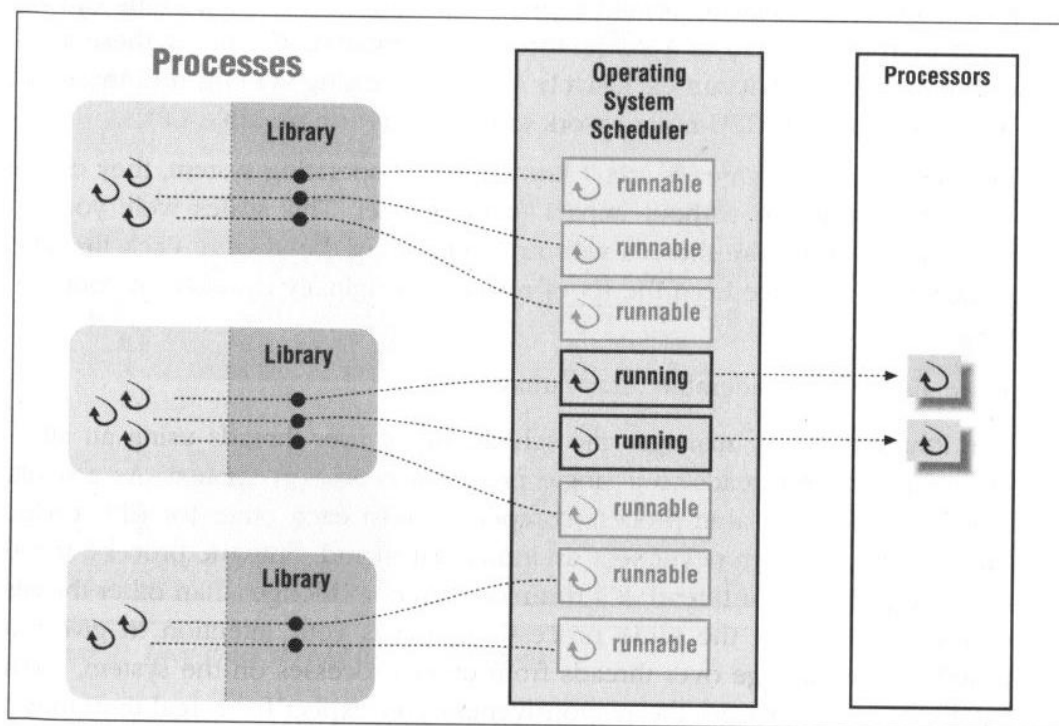 Processes
Library
Library
Library
Operating
System
Scheduler
runnable
runnable
runnable
running
running
runnable
runnable
runnable
Processors